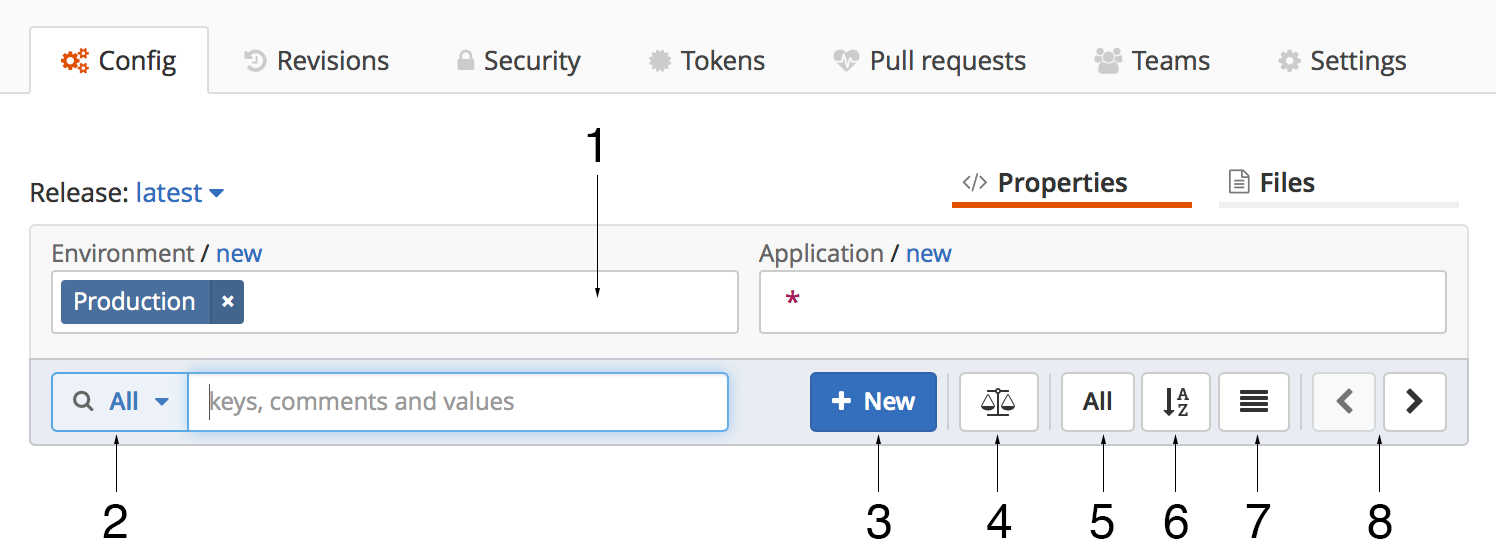 Config Revisions Security Tokens Pull requests Teams Settings
1
Release: latest
</> Properties Files
Environment / new Application / new
Production × *
All keys, comments and values + New All A Z
2 3 4 5 6 7 8